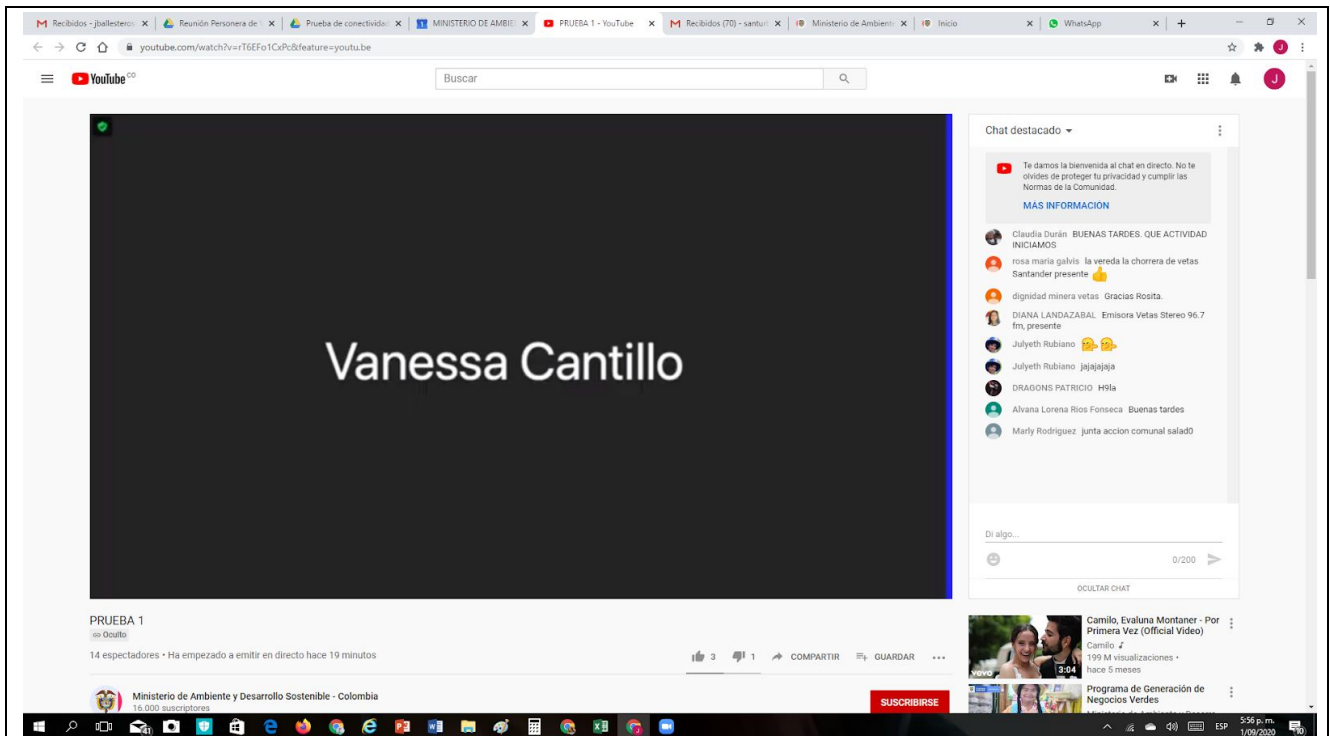 Recibidos - jballestero
Reunión Personera de V
Prueba de conectividad
MINISTERIO DE AMBIE
PRUEBA 1 - YouTube
Recibidos (70) - santu
Ministerio de Ambiente
Inicio
WhatsApp
youtube.com/watch?v=rT6EFo1CxPc&feature=youtu.be
YouTube CO
Buscar
J
Vanessa Cantillo
Chat destacado
Te damos la bienvenida al chat en directo. No te
olvides de proteger tu privacidad y cumplir las
Normas de la Comunidad.
MÁS INFORMACIÓN
Claudia Durán BUENAS TARDES. QUE ACTIVIDAD
INICIAMOS
rosa maria galvis la vereda la chorrera de vetas
Santander presente
dignidad minera vetas Gracias Rosita.
DIANA LANDAZABAL Emisora Vetas Stereo 96.7
fm, presente
Julyeth Rubiano
Julyeth Rubiano jajajajaja
DRAGONS PATRICIO H9la
Alvana Lorena Rios Fonseca Buenas tardes
Marly Rodriguez junta accion comunal salad0
Di algo...
0/200
OCULTAR CHAT
PRUEBA 1
Oculto
14 espectadores • Ha empezado a emitir en directo hace 19 minutos
3 1 COMPARTIR GUARDAR
Ministerio de Ambiente y Desarrollo Sostenible - Colombia
16.000 suscriptores
SUSCRIBIRSE
vevo
3:04
Camilo, Evaluna Montaner - Por
Primera Vez (Official Video)
Camilo
199 M visualizaciones •
hace 5 meses
Programa de Generación de
Negocios Verdes
ESP
5:56 p. m.
1/09/2020